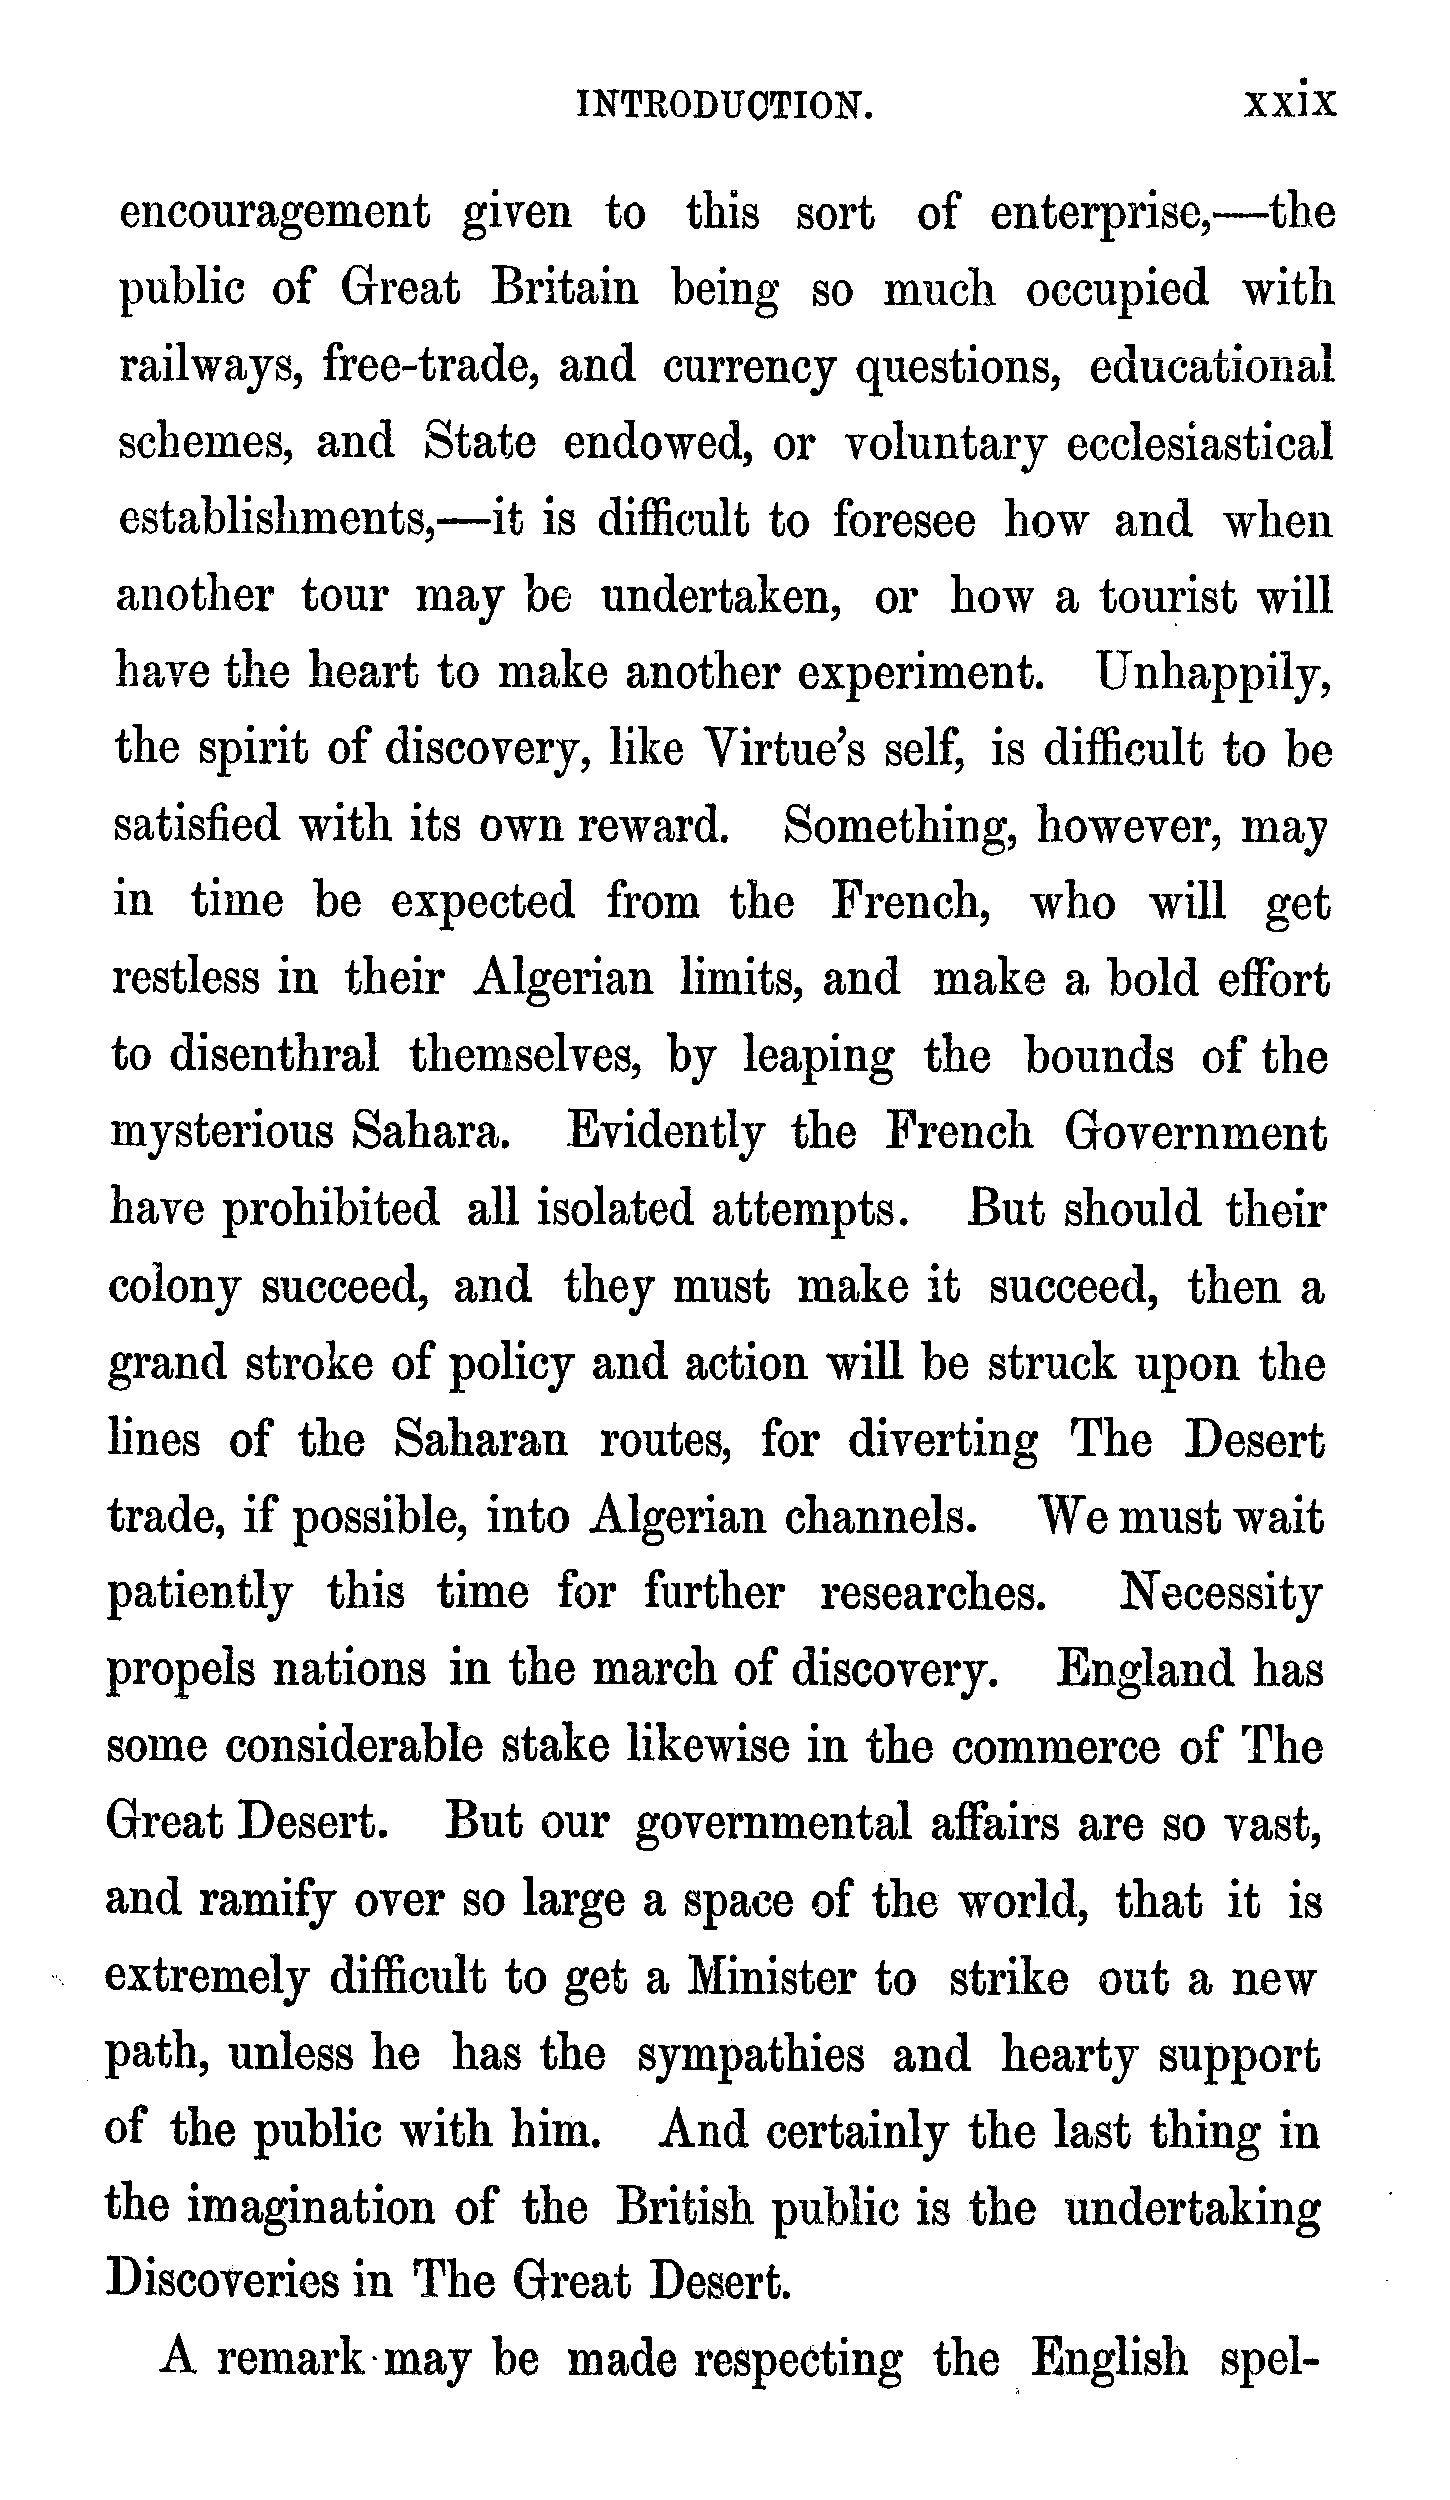 INTRODUCTION. xxix
encouragement given to this sort of enterprise,—the
public of Great Britain being so much occupied with
railways, free-trade, and currency questions, educational
schemes, and State endowed, or voluntary ecclesiastical
establishments,—it is difficult to foresee how and when
another tour may be undertaken, or how a tourist will
have the heart to make another experiment. Unhappily,
the spirit of discovery, like Virtue's self, is difficult to be
satisfied with its own reward. Something, however, may
in time be expected from the French, who will get
restless in their Algerian limits, and make a bold effort
to disenthral themselves, by leaping the bounds of the
mysterious Sahara. Evidently the French Government
have prohibited all isolated attempts. But should their
colony succeed, and they must make it succeed, then a
grand stroke of policy and action will be struck upon the
lines of the Saharan routes, for diverting The Desert
trade, if possible, into Algerian channels. We must wait
patiently this time for further researches. Necessity
propels nations in the march of discovery. England has
some considerable stake likewise in the commerce of The
Great Desert. But our governmental affairs are so vast,
and ramify over so large a space of the world, that it is
extremely difficult to get a Minister to strike out a new
path, unless he has the sympathies and hearty support
of the public with him. And certainly the last thing in
the imagination of the British public is the undertaking
Discoveries in The Great Desert.
A remark may be made respecting the English spel-